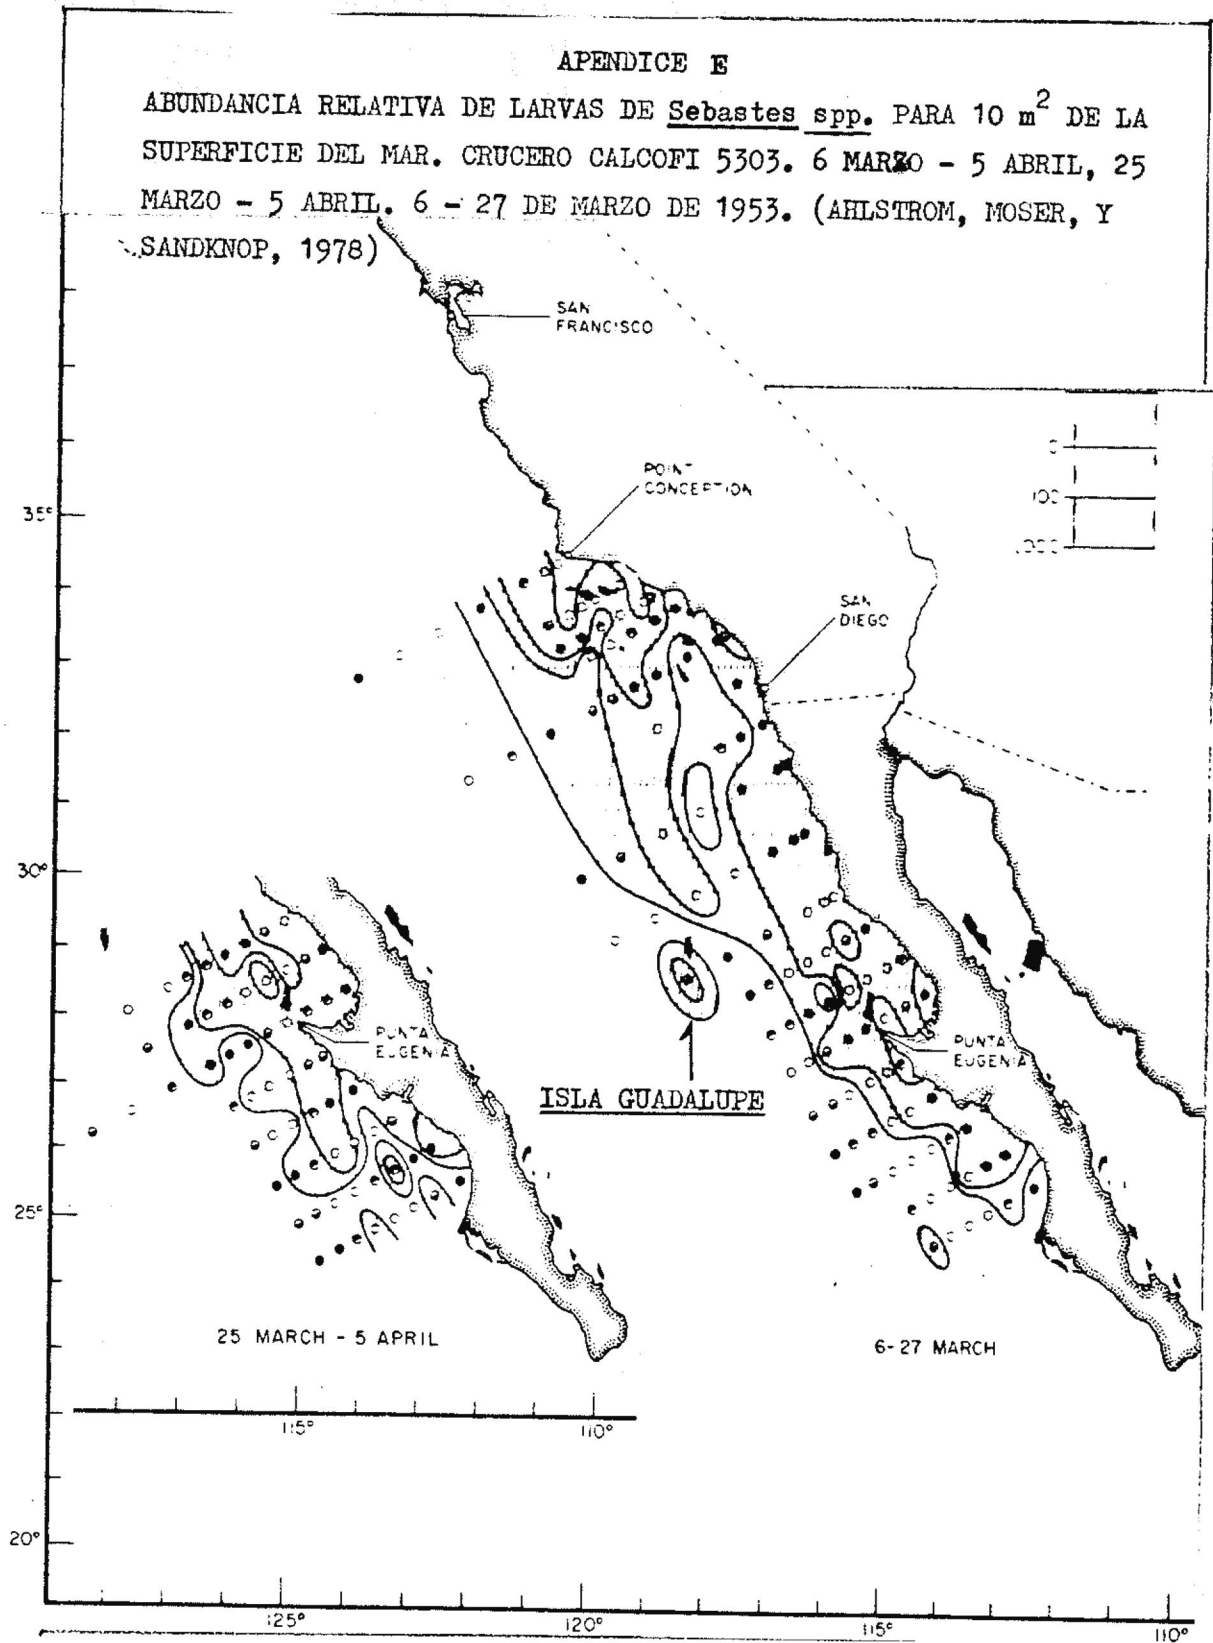 APENDICE E
ABUNDANCIA RELATIVA DE LARVAS DE Sebastes spp. PARA 10 m² DE LA
SUPERFICIE DEL MAR. CRUCERO CALCOFI 5303. 6 MARZO - 5 ABRIL, 25
MARZO - 5 ABRIL. 6 - 27 DE MARZO DE 1953. (AHLSTROM, MOSER, Y
SANDKNOP, 1978)
SAN
FRANCISCO
POINT
CONCEPTION
35°
SAN
DIEGO
30°
PUNTA
EUGENIA
PUNTA
EUGENIA
ISLA GUADALUPE
25°
25 MARCH - 5 APRIL
6-27 MARCH
115°
110°
20°
125°
120°
115°
110°